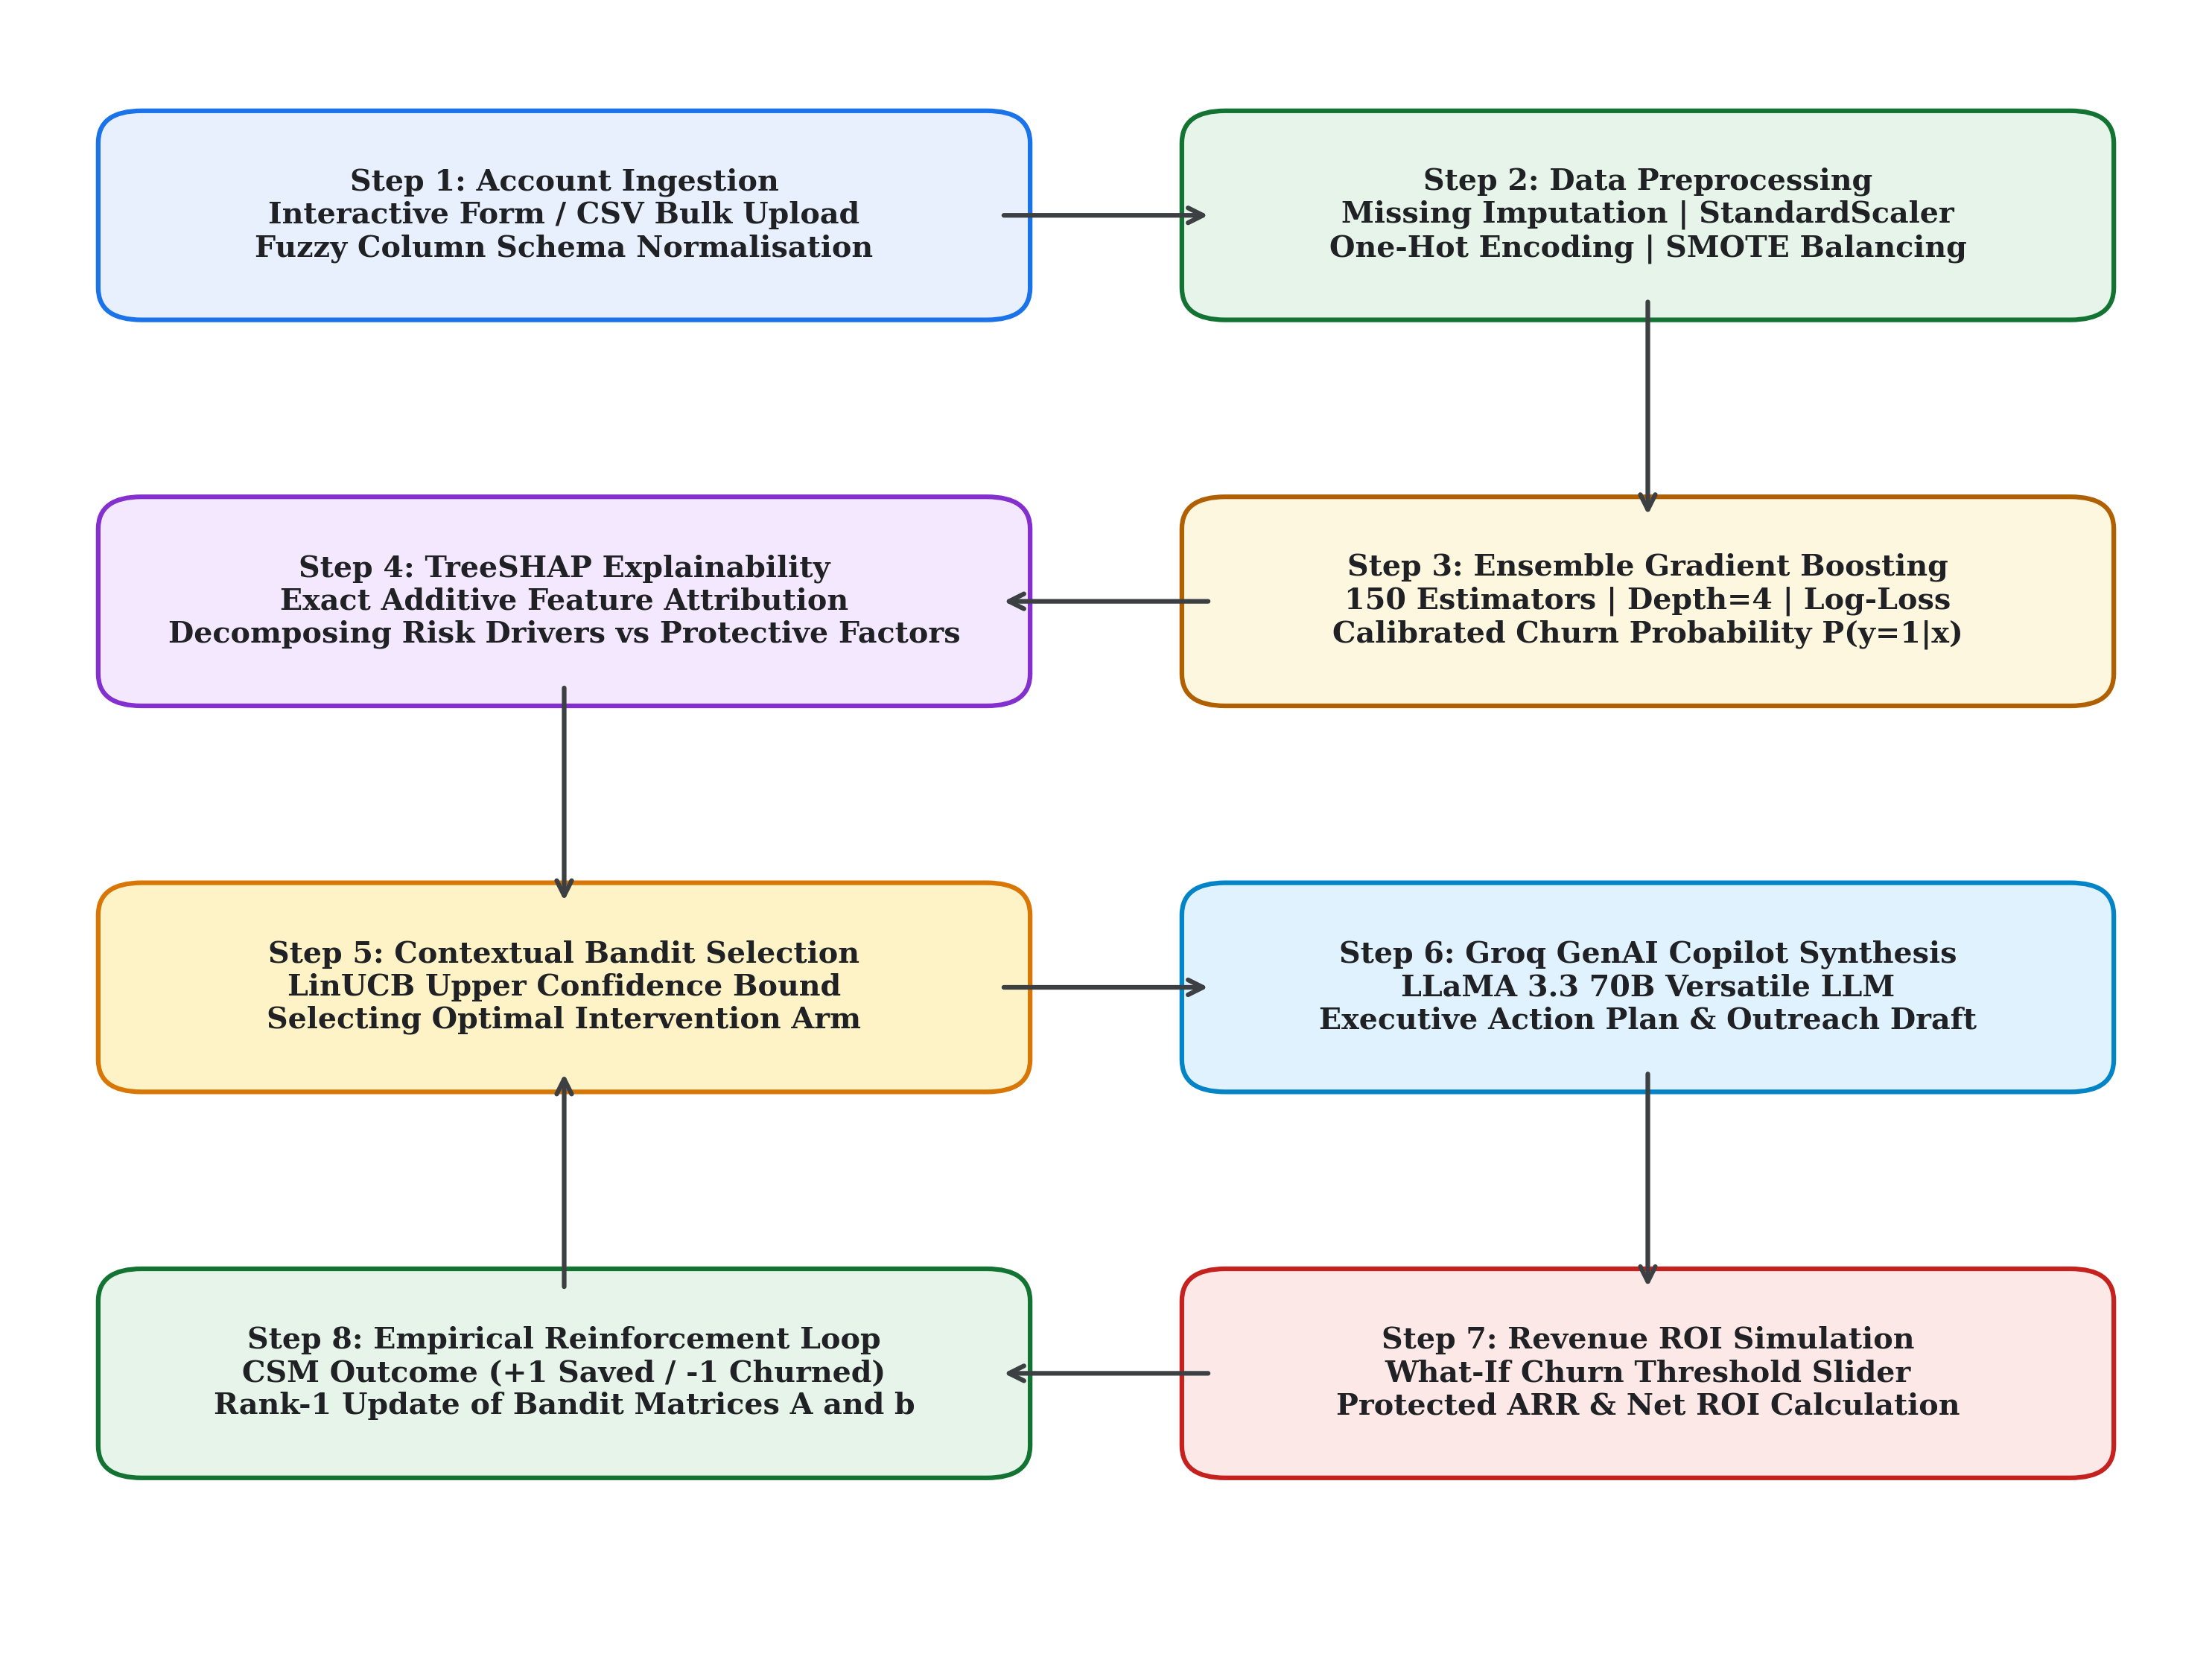 Step 1: Account Ingestion
Interactive Form / CSV Bulk Upload
Fuzzy Column Schema Normalisation
Step 2: Data Preprocessing
Missing Imputation | StandardScaler
One-Hot Encoding | SMOTE Balancing
Step 3: Ensemble Gradient Boosting
150 Estimators | Depth=4 | Log-Loss
Calibrated Churn Probability P(y=1|x)
Step 4: TreeSHAP Explainability
Exact Additive Feature Attribution
Decomposing Risk Drivers vs Protective Factors
Step 5: Contextual Bandit Selection
LinUCB Upper Confidence Bound
Selecting Optimal Intervention Arm
Step 6: Groq GenAI Copilot Synthesis
LLaMA 3.3 70B Versatile LLM
Executive Action Plan & Outreach Draft
Step 7: Revenue ROI Simulation
What-If Churn Threshold Slider
Protected ARR & Net ROI Calculation
Step 8: Empirical Reinforcement Loop
CSM Outcome (+1 Saved / -1 Churned)
Rank-1 Update of Bandit Matrices A and b